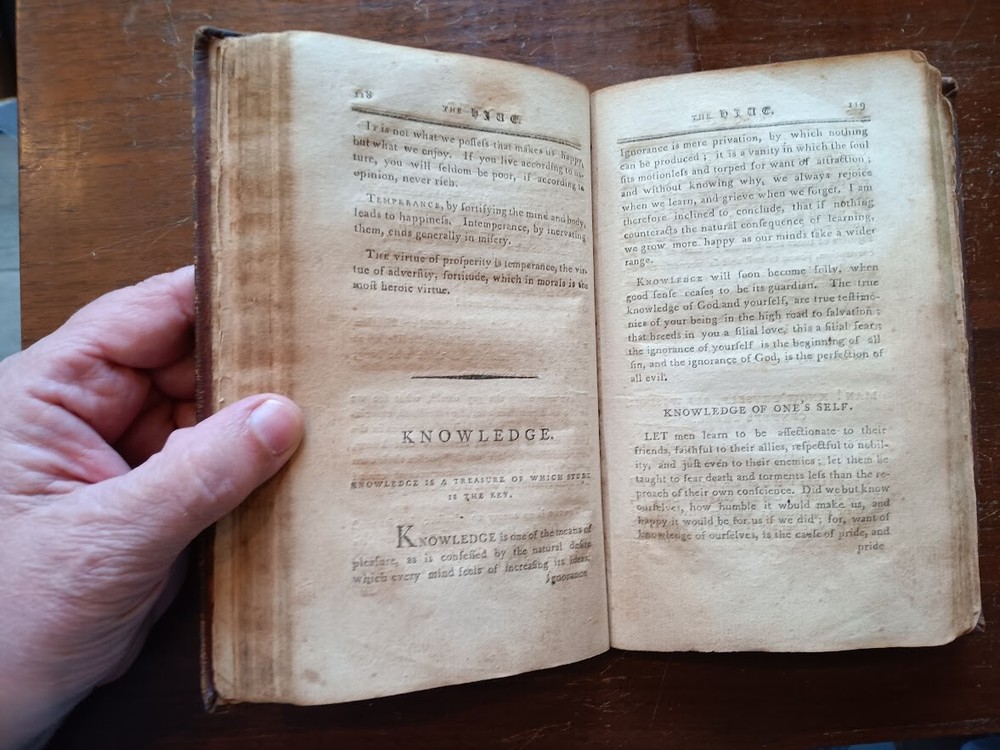 118
THE HIUE.
It is not what we poſſeſs that makes us happy,
but what we enjoy. If you live according to na-
ture, you will ſeldom be poor, if according to
opinion, never rich.
TEMPERANCE, by fortifying the mind and body,
leads to happineſs. Intemperance, by inervating
them, ends generally in miſery.
The virtue of proſperity is temperance, the vir-
tue of adverſity, fortitude, which in morals is the
moſt heroic virtue.
KNOWLEDGE.
KNOWLEDGE IS A TREASURE OF WHICH STUDY
IS THE KEY.
KNOWLEDGE is one of the means of
pleaſure, as is confeſſed by the natural deſire
which every mind feels of increaſing its ideas.
Ignorance
THE HIUE.
119
Ignorance is mere privation, by which nothing
can be produced; it is a vanity in which the ſoul
ſits motionleſs and torped for want of attraction;
and without knowing why, we always rejoice
when we learn, and grieve when we forget. I am
therefore inclined to conclude, that if nothing
counteracts the natural conſequence of learning,
we grow more happy as our minds take a wider
range.
KNOWLEDGE will ſoon become folly, when
good ſenſe ceaſes to be its guardian. The true
knowledge of God and yourſelf, are true teſtimo-
nies of your being in the high road to ſalvation;
that breeds in you a filial love, this a filial fear;
the ignorance of yourſelf is the beginning of all
ſin, and the ignorance of God, is the perfection of
all evil.
KNOWLEDGE OF ONE'S SELF.
LET men learn to be affectionate to their
friends, faithful to their allies, reſpectful to nobil-
ity, and juſt even to their enemies; let them be
taught to fear death and torments leſs than the re-
proach of their own conſcience. Did we but know
ourſelves, how humble it would make us, and
happy it would be for us if we did; for, want of
knowledge of ourſelves, is the cauſe of pride, and
pride